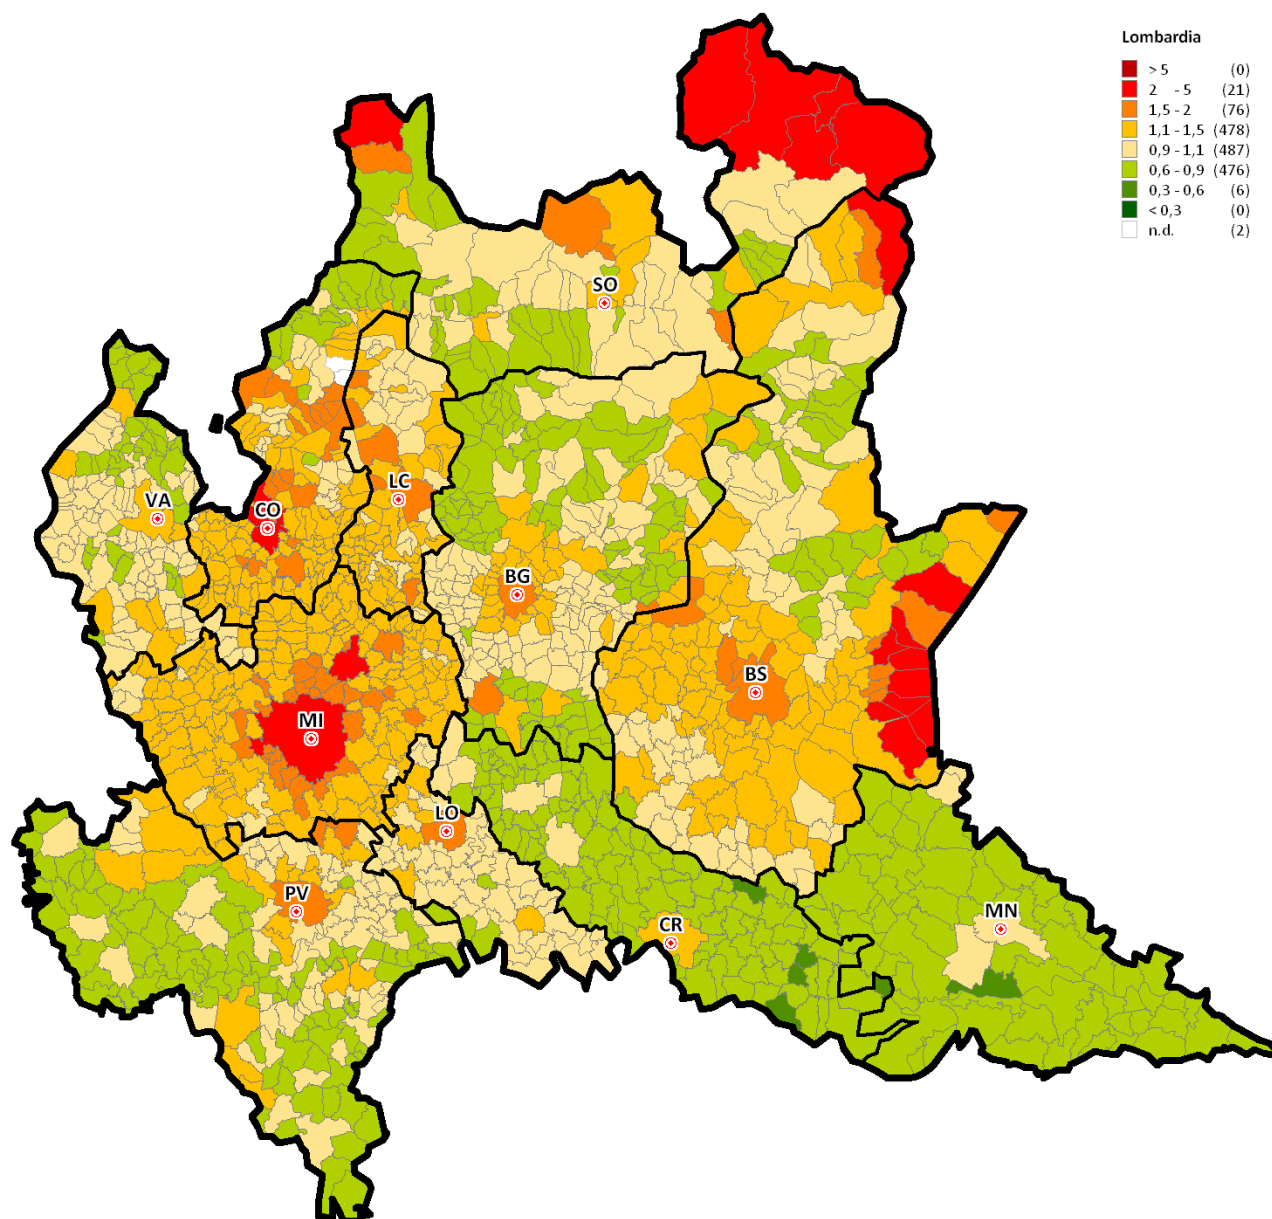 Lombardia
> 5 (0)
2 - 5 (21)
1,5 - 2 (76)
1,1 - 1,5 (478)
0,9 - 1,1 (487)
0,6 - 0,9 (476)
0,3 - 0,6 (6)
< 0,3 (0)
n.d. (2)
SO
VA
CO
LC
BG
BS
MI
LO
PV
CR
MN